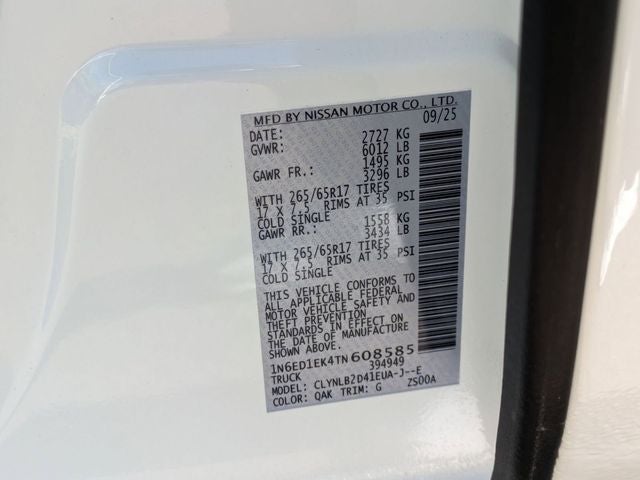 MFD BY NISSAN MOTOR CO., LTD.
DATE: 09/25
GVWR: 2727 KG
6012 LB
GAWR FR.: 1495 KG
3296 LB
WITH 265/65R17 TIRES
17 X 7.5 RIMS AT 35 PSI
COLD SINGLE
GAWR RR.: 1558 KG
3434 LB
WITH 265/65R17 TIRES
17 X 7.5 RIMS AT 35 PSI
COLD SINGLE
THIS VEHICLE CONFORMS TO
ALL APPLICABLE FEDERAL
MOTOR VEHICLE SAFETY AND
THEFT PREVENTION
STANDARDS IN EFFECT ON
THE DATE OF MANUFACTURE
SHOWN ABOVE.
1N6ED1EK4TN608585
TRUCK 394949
MODEL: CLYNLB2D41EUA-J--E
COLOR: QAK TRIM: G ZS00A